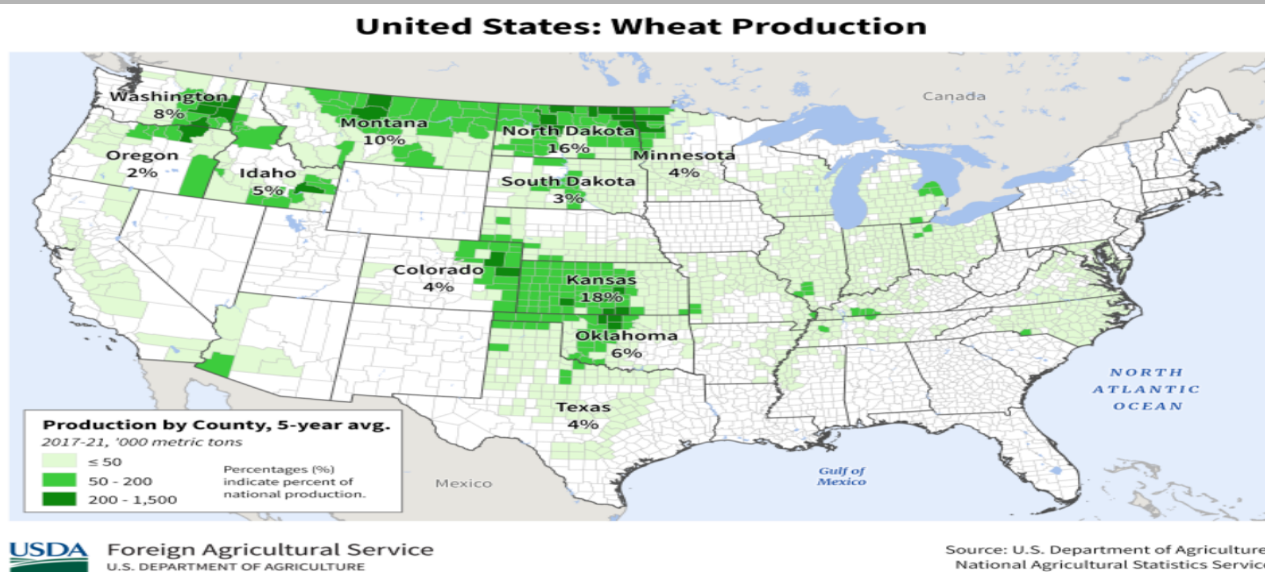 United States: Wheat Production
Canada
Washington
8%
Montana
10%
North Dakota
16%
Minnesota
4%
Oregon
2%
Idaho
5%
South Dakota
3%
Colorado
4%
Kansas
18%
Oklahoma
6%
Texas
4%
NORTH
ATLANTIC
OCEAN
Gulf of
Mexico
Mexico
Production by County, 5-year avg.
2017-21, '000 metric tons
≤ 50
50 - 200
200 - 1,500
Percentages (%)
indicate percent of
national production.
USDA
Foreign Agricultural Service
U.S. DEPARTMENT OF AGRICULTURE
Source: U.S. Department of Agriculture
National Agricultural Statistics Service